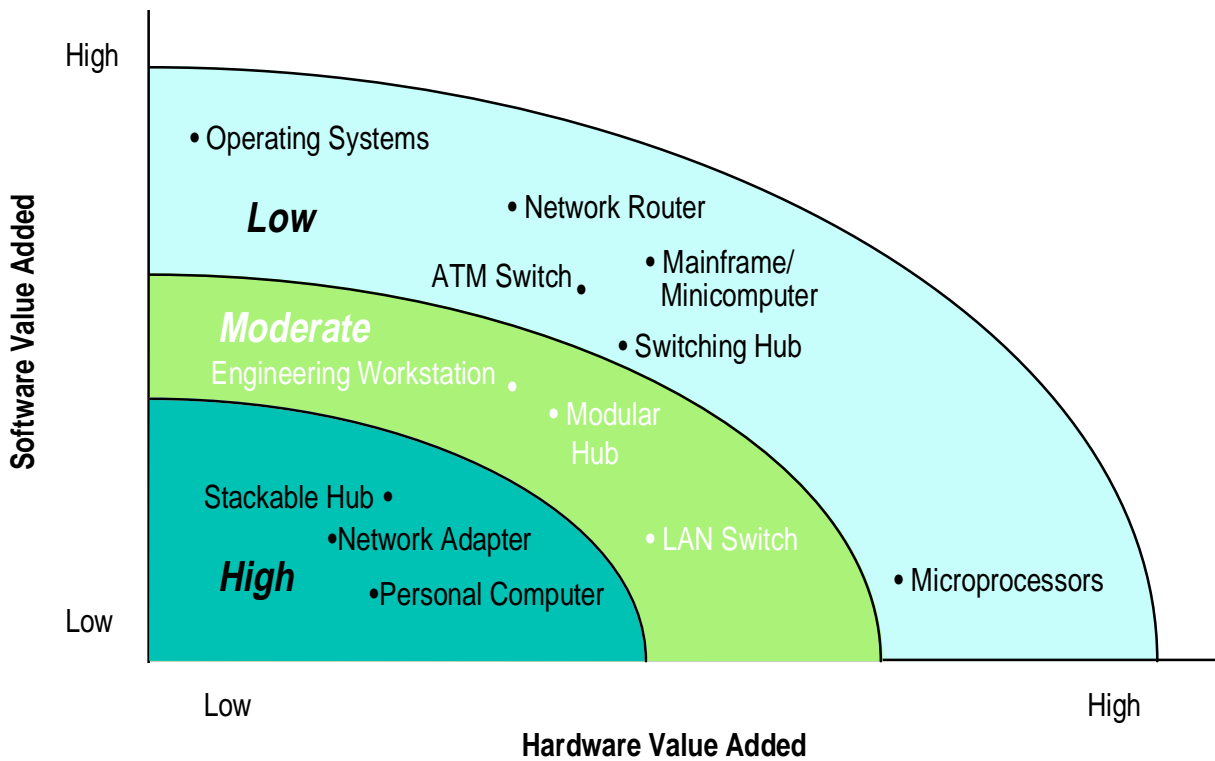 High
• Operating Systems
Low
• Network Router
• Mainframe/
Minicomputer
ATM Switch •
• Switching Hub
Moderate
Engineering Workstation •
• Modular
Hub
Stackable Hub •
•Network Adapter
• LAN Switch
High
•Personal Computer
• Microprocessors
Low
Software Value Added
Low
High
Hardware Value Added